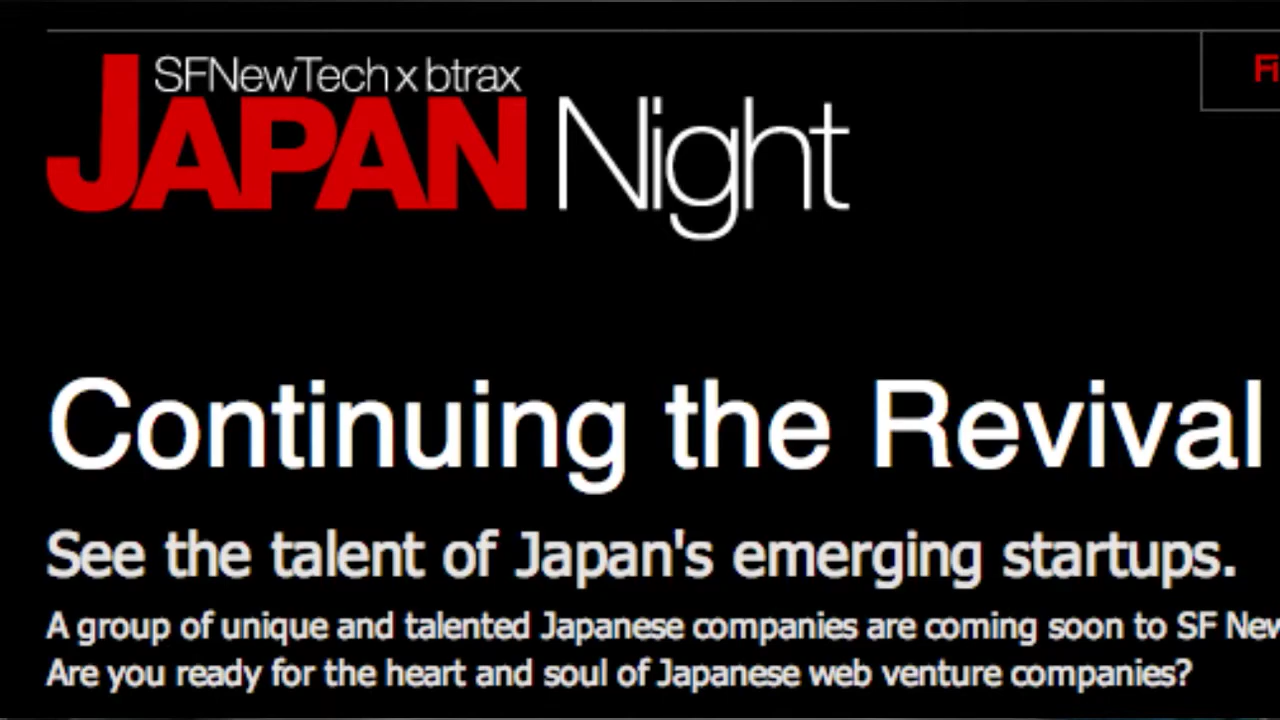 SFNewTech x btrax
JAPAN Night
Continuing the Revival
See the talent of Japan's emerging startups.
A group of unique and talented Japanese companies are coming soon to SF
Are you ready for the heart and soul of Japanese web venture companies?